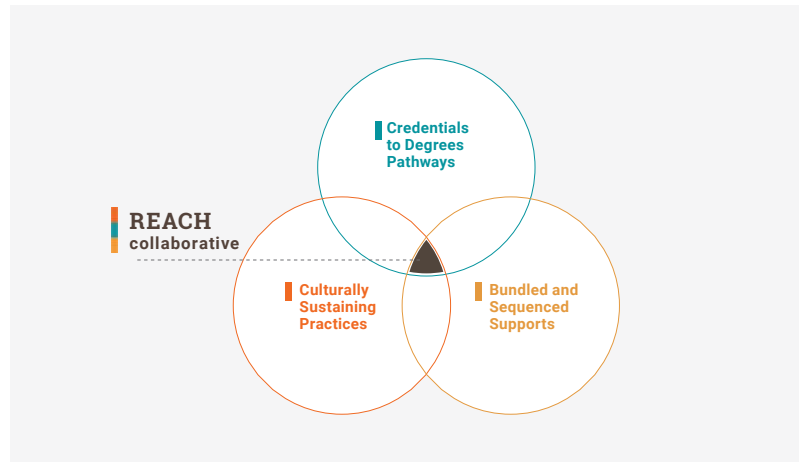 Credentials
to Degrees
Pathways
REACH
collaborative
Culturally
Sustaining
Practices
Bundled and
Sequenced
Supports